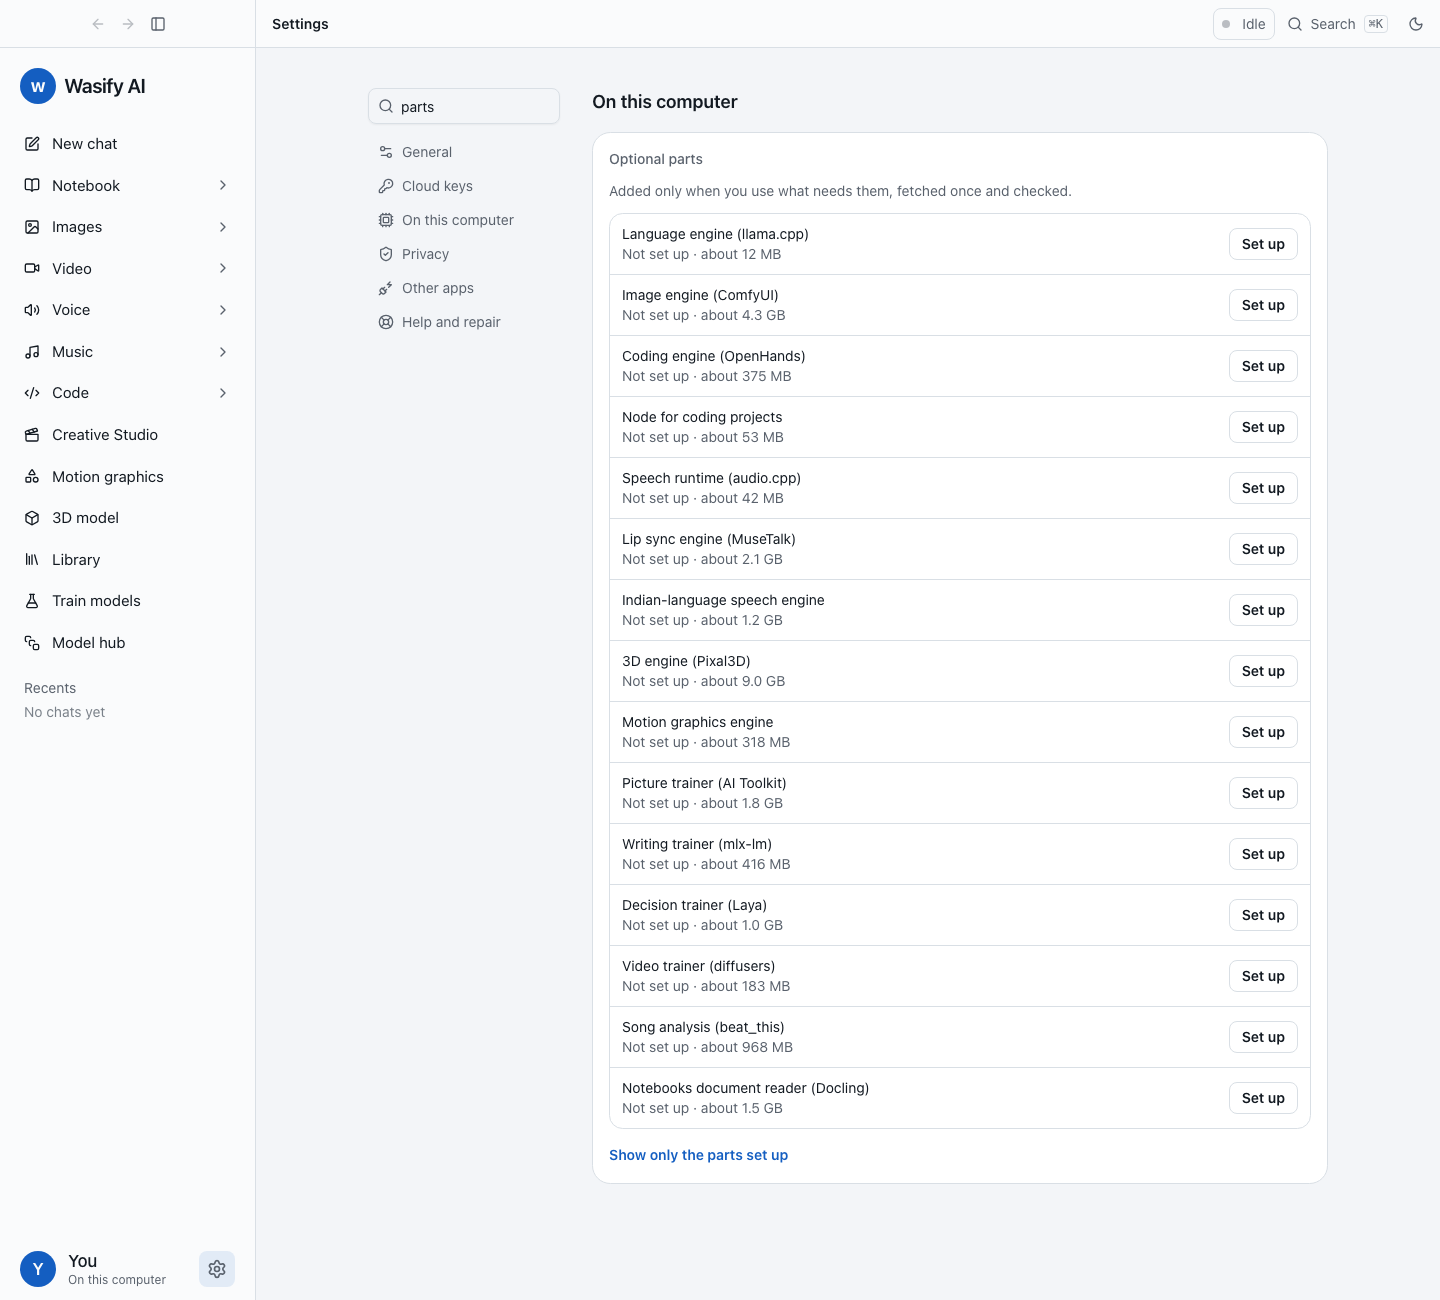 Settings
Idle
Search ⌘K
W Wasify AI
New chat
Notebook
Images
Video
Voice
Music
Code
Creative Studio
Motion graphics
3D model
Library
Train models
Model hub
Recents
No chats yet
Y You
On this computer
parts
General
Cloud keys
On this computer
Privacy
Other apps
Help and repair
On this computer
Optional parts
Added only when you use what needs them, fetched once and checked.
Language engine (llama.cpp)
Not set up · about 12 MB
Set up
Image engine (ComfyUI)
Not set up · about 4.3 GB
Set up
Coding engine (OpenHands)
Not set up · about 375 MB
Set up
Node for coding projects
Not set up · about 53 MB
Set up
Speech runtime (audio.cpp)
Not set up · about 42 MB
Set up
Lip sync engine (MuseTalk)
Not set up · about 2.1 GB
Set up
Indian-language speech engine
Not set up · about 1.2 GB
Set up
3D engine (Pixal3D)
Not set up · about 9.0 GB
Set up
Motion graphics engine
Not set up · about 318 MB
Set up
Picture trainer (AI Toolkit)
Not set up · about 1.8 GB
Set up
Writing trainer (mlx-lm)
Not set up · about 416 MB
Set up
Decision trainer (Laya)
Not set up · about 1.0 GB
Set up
Video trainer (diffusers)
Not set up · about 183 MB
Set up
Song analysis (beat_this)
Not set up · about 968 MB
Set up
Notebooks document reader (Docling)
Not set up · about 1.5 GB
Set up
Show only the parts set up